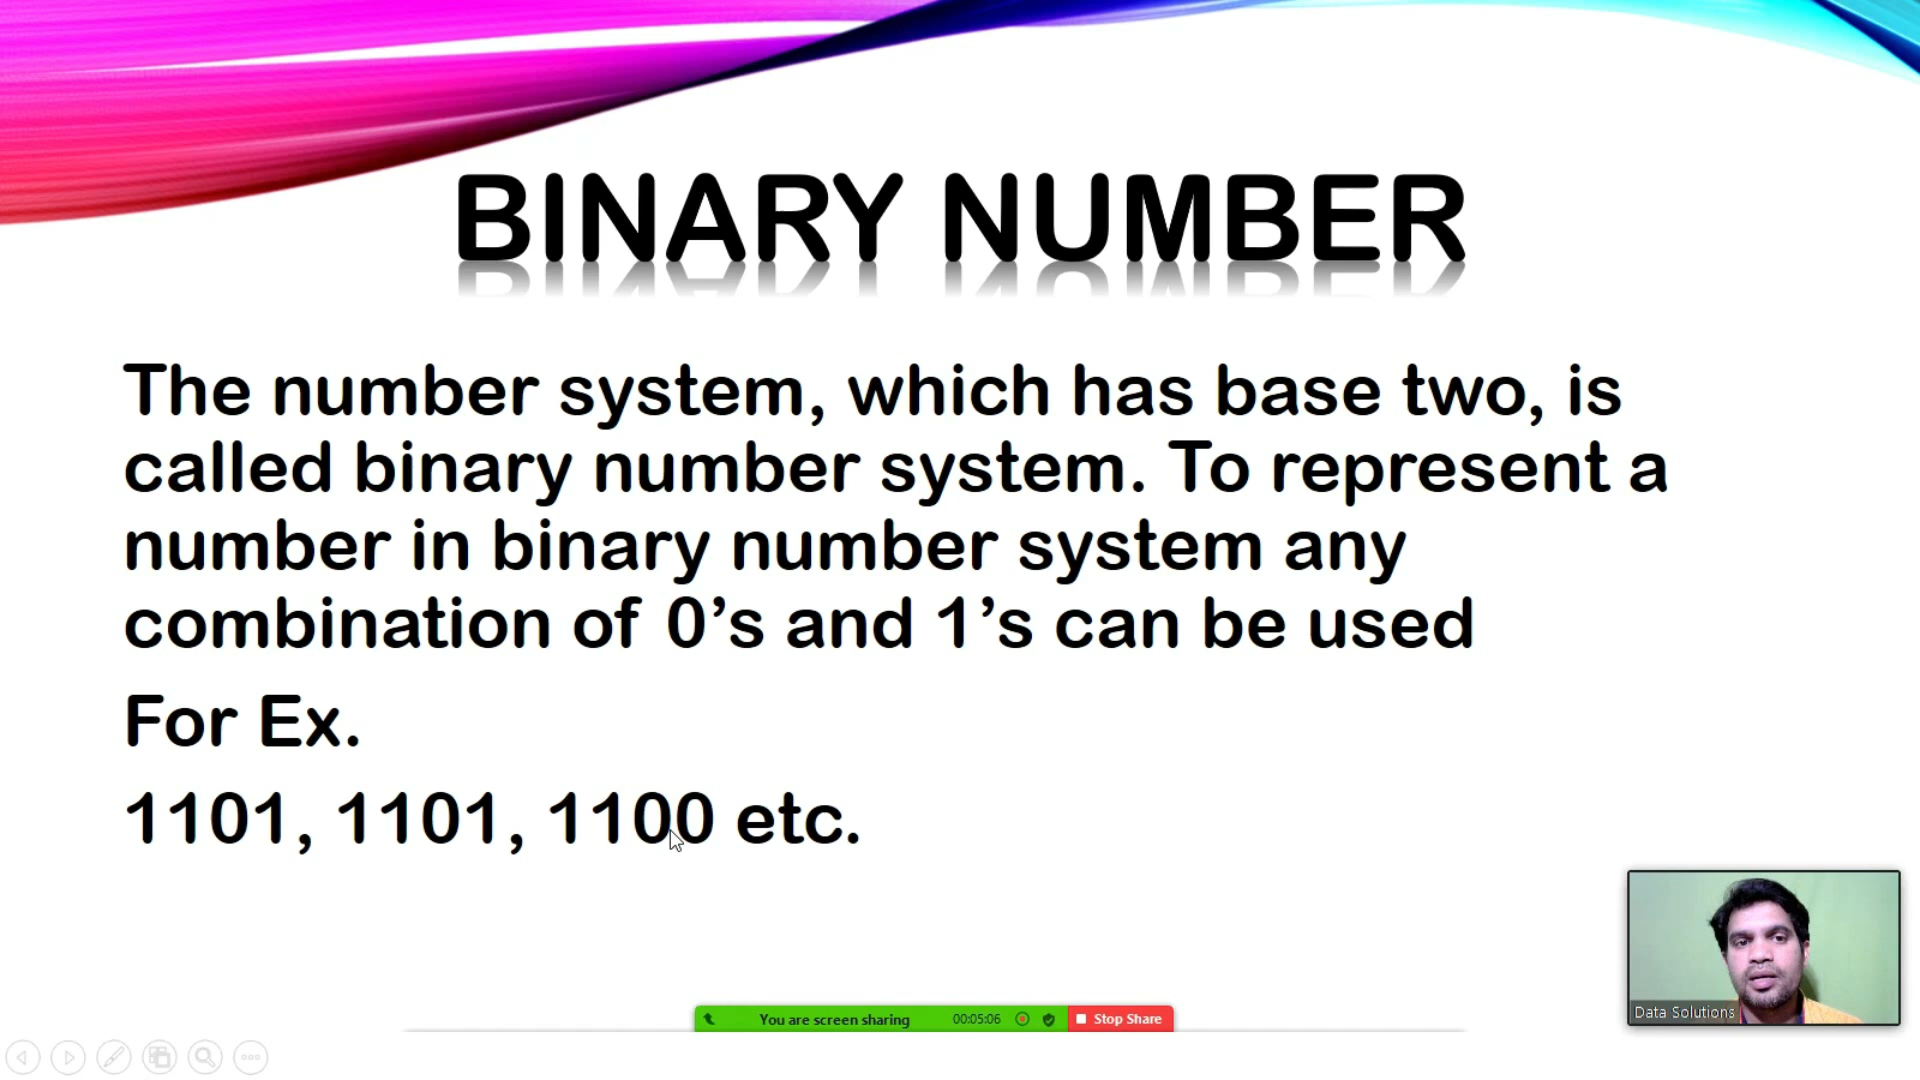 BINARY NUMBER
The number system, which has base two, is
called binary number system. To represent a
number in binary number system any
combination of 0’s and 1’s can be used
For Ex.
1101, 1101, 1100 etc.
Data Solutions
You are screen sharing 00:05:06 Stop Share